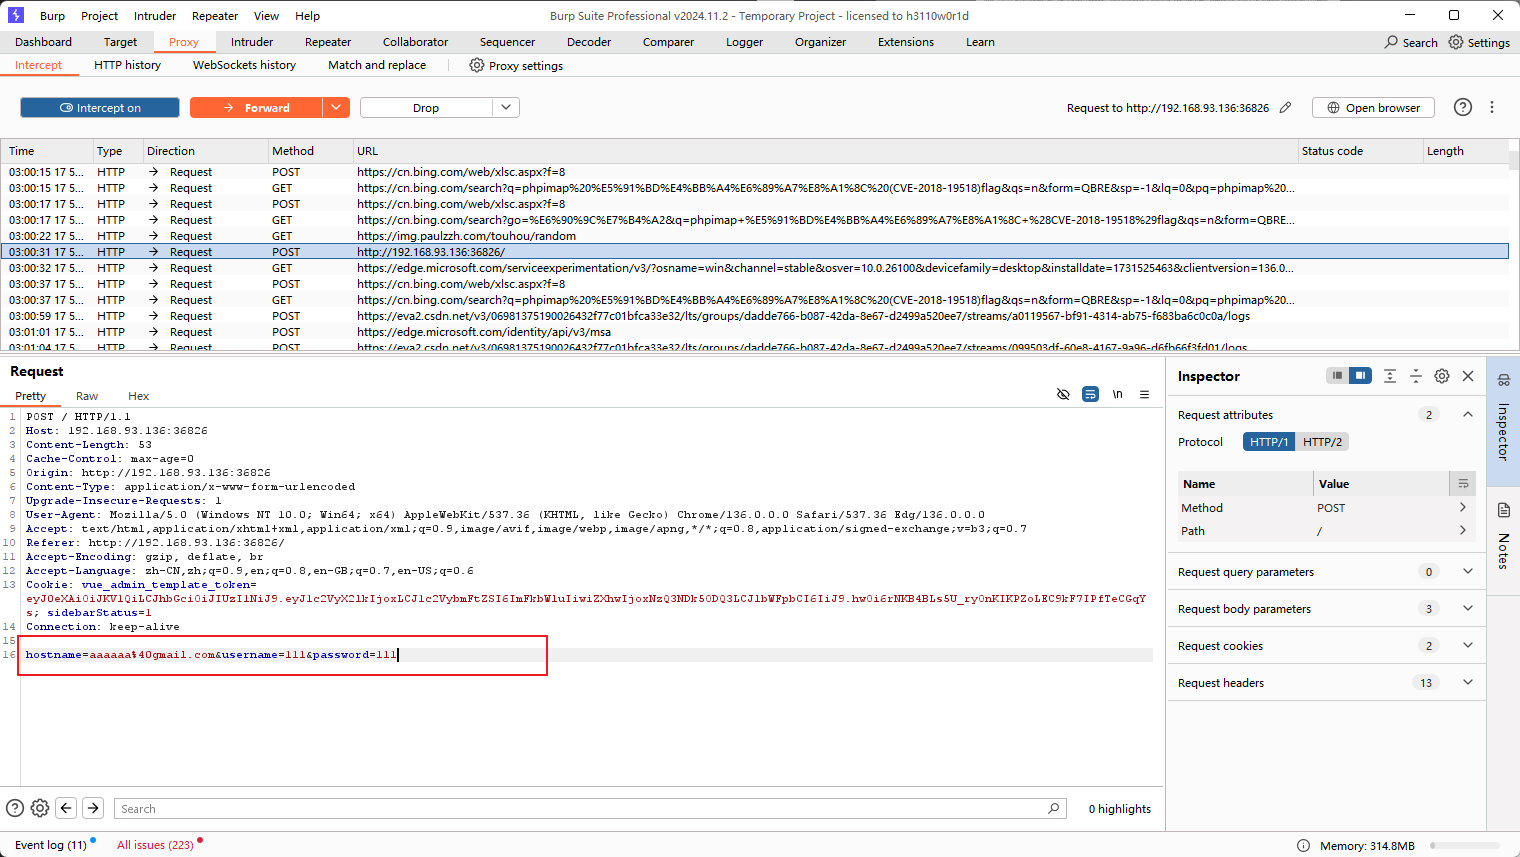 Burp Project Intruder Repeater View Help Burp Suite Professional v2024.11.2 - Temporary Project - licensed to h3110w0r1d
Dashboard Target Proxy Intruder Repeater Collaborator Sequencer Decoder Comparer Logger Organizer Extensions Learn Search Settings
Intercept HTTP history WebSockets history Match and replace Proxy settings
Intercept on Forward Drop Request to http://192.168.93.136:36826 Open browser
Time Type Direction Method URL Status code Length
03:00:15 17 5... HTTP Request POST https://cn.bing.com/web/xlsc.aspx?f=8
03:00:15 17 5... HTTP Request GET https://cn.bing.com/search?q=phpimap%20%E5%91%BD%E4%BB%A4%E6%89%A7%E8%A1%8C%20(CVE-2018-19518)flag&qs=n&form=QBRE&sp=-1&lq=0&pq=phpimap%20...
03:00:17 17 5... HTTP Request POST https://cn.bing.com/web/xlsc.aspx?f=8
03:00:17 17 5... HTTP Request GET https://cn.bing.com/search?go=%E6%90%9C%E7%B4%A2&q=phpimap+%E5%91%BD%E4%BB%A4%E6%89%A7%E8%A1%8C+%28CVE-2018-19518%29flag&qs=n&form=QBRE...
03:00:22 17 5... HTTP Request GET https://img.paulzzh.com/touhou/random
03:00:31 17 5... HTTP Request POST http://192.168.93.136:36826/
03:00:32 17 5... HTTP Request GET https://edge.microsoft.com/serviceexperimentation/v3/?osname=win&channel=stable&osver=10.0.26100&devicefamily=desktop&installdate=1731525463&clientversion=136.0...
03:00:37 17 5... HTTP Request POST https://cn.bing.com/web/xlsc.aspx?f=8
03:00:37 17 5... HTTP Request GET https://cn.bing.com/search?q=phpimap%20%E5%91%BD%E4%BB%A4%E6%89%A7%E8%A1%8C%20(CVE-2018-19518)flag&qs=n&form=QBRE&sp=-1&lq=0&pq=phpimap%20...
03:00:59 17 5... HTTP Request POST https://eva2.csdn.net/v3/06981375190026432f77c01bfca33e32/lts/groups/dadde766-b087-42da-8e67-d2499a520ee7/streams/a0119567-bf91-4314-ab75-f683ba6c0c0a/logs
03:01:01 17 5... HTTP Request POST https://edge.microsoft.com/identity/api/v3/msa
03:01:04 17 5... HTTP Request POST https://eva2.csdn.net/v3/06981375190026432f77c01bfca33e32/lts/groups/dadde766-b087-42da-8e67-d2499a520ee7/streams/099503df-60e8-4167-9a96-d6fb66f3fd01/logs
Request
Pretty Raw Hex \n
1 POST / HTTP/1.1
2 Host: 192.168.93.136:36826
3 Content-Length: 53
4 Cache-Control: max-age=0
5 Origin: http://192.168.93.136:36826
6 Content-Type: application/x-www-form-urlencoded
7 Upgrade-Insecure-Requests: 1
8 User-Agent: Mozilla/5.0 (Windows NT 10.0; Win64; x64) AppleWebKit/537.36 (KHTML, like Gecko) Chrome/136.0.0.0 Safari/537.36 Edg/136.0.0.0
9 Accept: text/html,application/xhtml+xml,application/xml;q=0.9,image/avif,image/webp,image/apng,*/*;q=0.8,application/signed-exchange;v=b3;q=0.7
10 Referer: http://192.168.93.136:36826/
11 Accept-Encoding: gzip, deflate, br
12 Accept-Language: zh-CN,zh;q=0.9,en;q=0.8,en-GB;q=0.7,en-US;q=0.6
13 Cookie: vue_admin_template_token=
s; sidebarStatus=1
14 Connection: keep-alive
15
16 hostname=aaaaaa%40gmail.com&username=111&password=111
Search 0 highlights
Inspector
Request attributes 2
Protocol HTTP/1 HTTP/2
Name Value
Method POST
Path /
Request query parameters 0
Request body parameters 3
Request cookies 2
Request headers 13
Inspector
Notes
Event log (11) All issues (223) Memory: 314.8MB